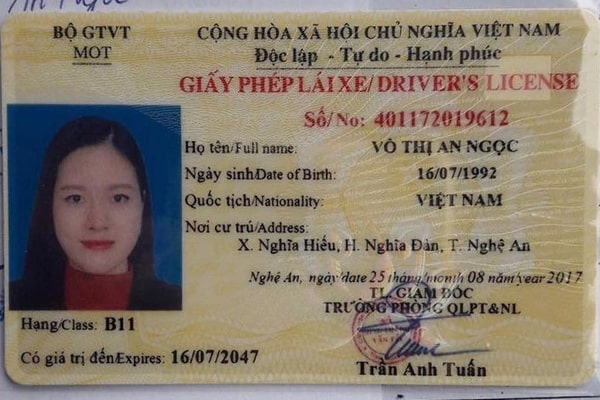 An Ngọc
BỘ GTVT
MOT
CỘNG HÒA XÃ HỘI CHỦ NGHĨA VIỆT NAM
Độc lập - Tự do - Hạnh phúc
GIẤY PHÉP LÁI XE/DRIVER'S LICENSE
Số/No: 401172019612
Họ tên/Full name: VÕ THỊ AN NGỌC
Ngày sinh/Date of Birth: 16/07/1992
Quốc tịch/Nationality: VIỆT NAM
Nơi cư trú/Address:
X. Nghĩa Hiếu, H. Nghĩa Đàn, T. Nghệ An
Nghệ An, ngày/date 25 tháng/month 08 năm/year 2017
TL. GIÁM ĐỐC
TRƯỞNG PHÒNG QLPT&NL
Hạng/Class: B11
Có giá trị đến/Expires: 16/07/2047
Trần Anh Tuấn